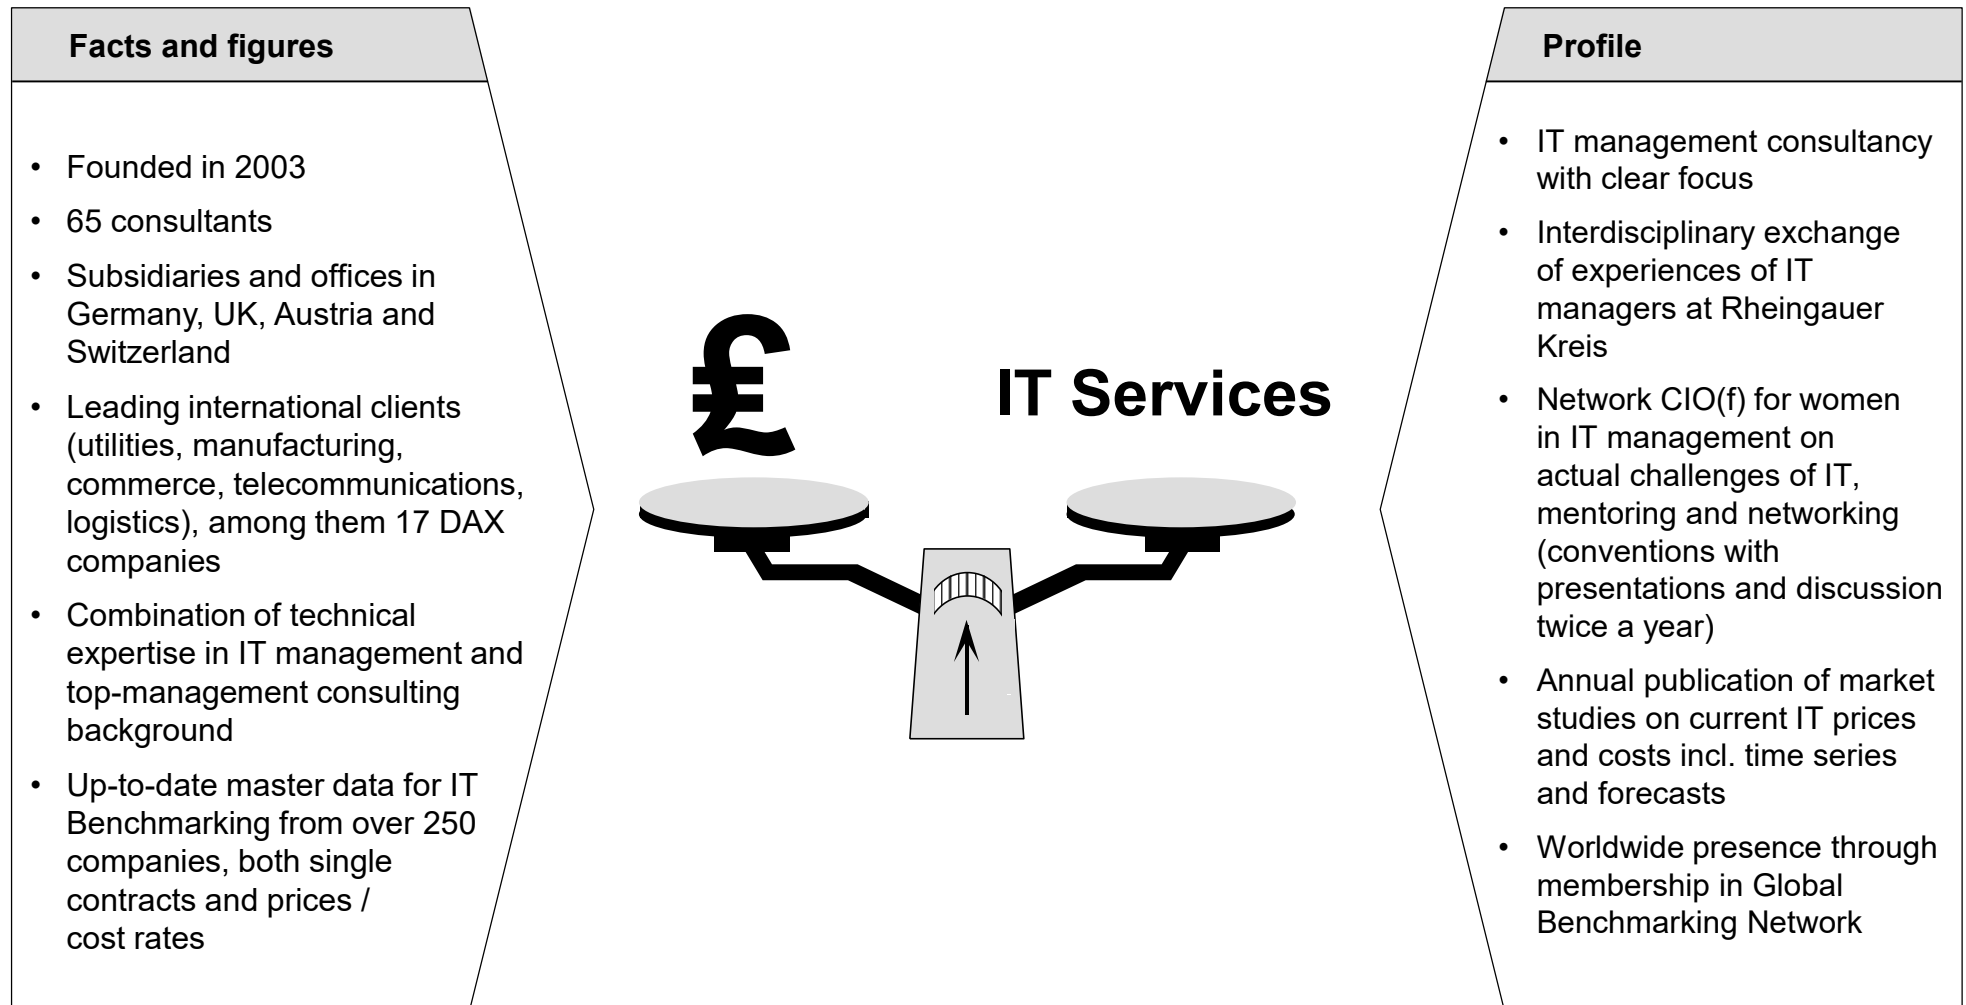 Facts and figures
• Founded in 2003
• 65 consultants
• Subsidiaries and offices in
Germany, UK, Austria and
Switzerland
• Leading international clients
(utilities, manufacturing,
commerce, telecommunications,
logistics), among them 17 DAX
companies
• Combination of technical
expertise in IT management and
top-management consulting
background
• Up-to-date master data for IT
Benchmarking from over 250
companies, both single
contracts and prices /
cost rates
£
IT Services
Profile
• IT management consultancy
with clear focus
• Interdisciplinary exchange
of experiences of IT
managers at Rheingauer
Kreis
• Network CIO(f) for women
in IT management on
actual challenges of IT,
mentoring and networking
(conventions with
presentations and discussion
twice a year)
• Annual publication of market
studies on current IT prices
and costs incl. time series
and forecasts
• Worldwide presence through
membership in Global
Benchmarking Network